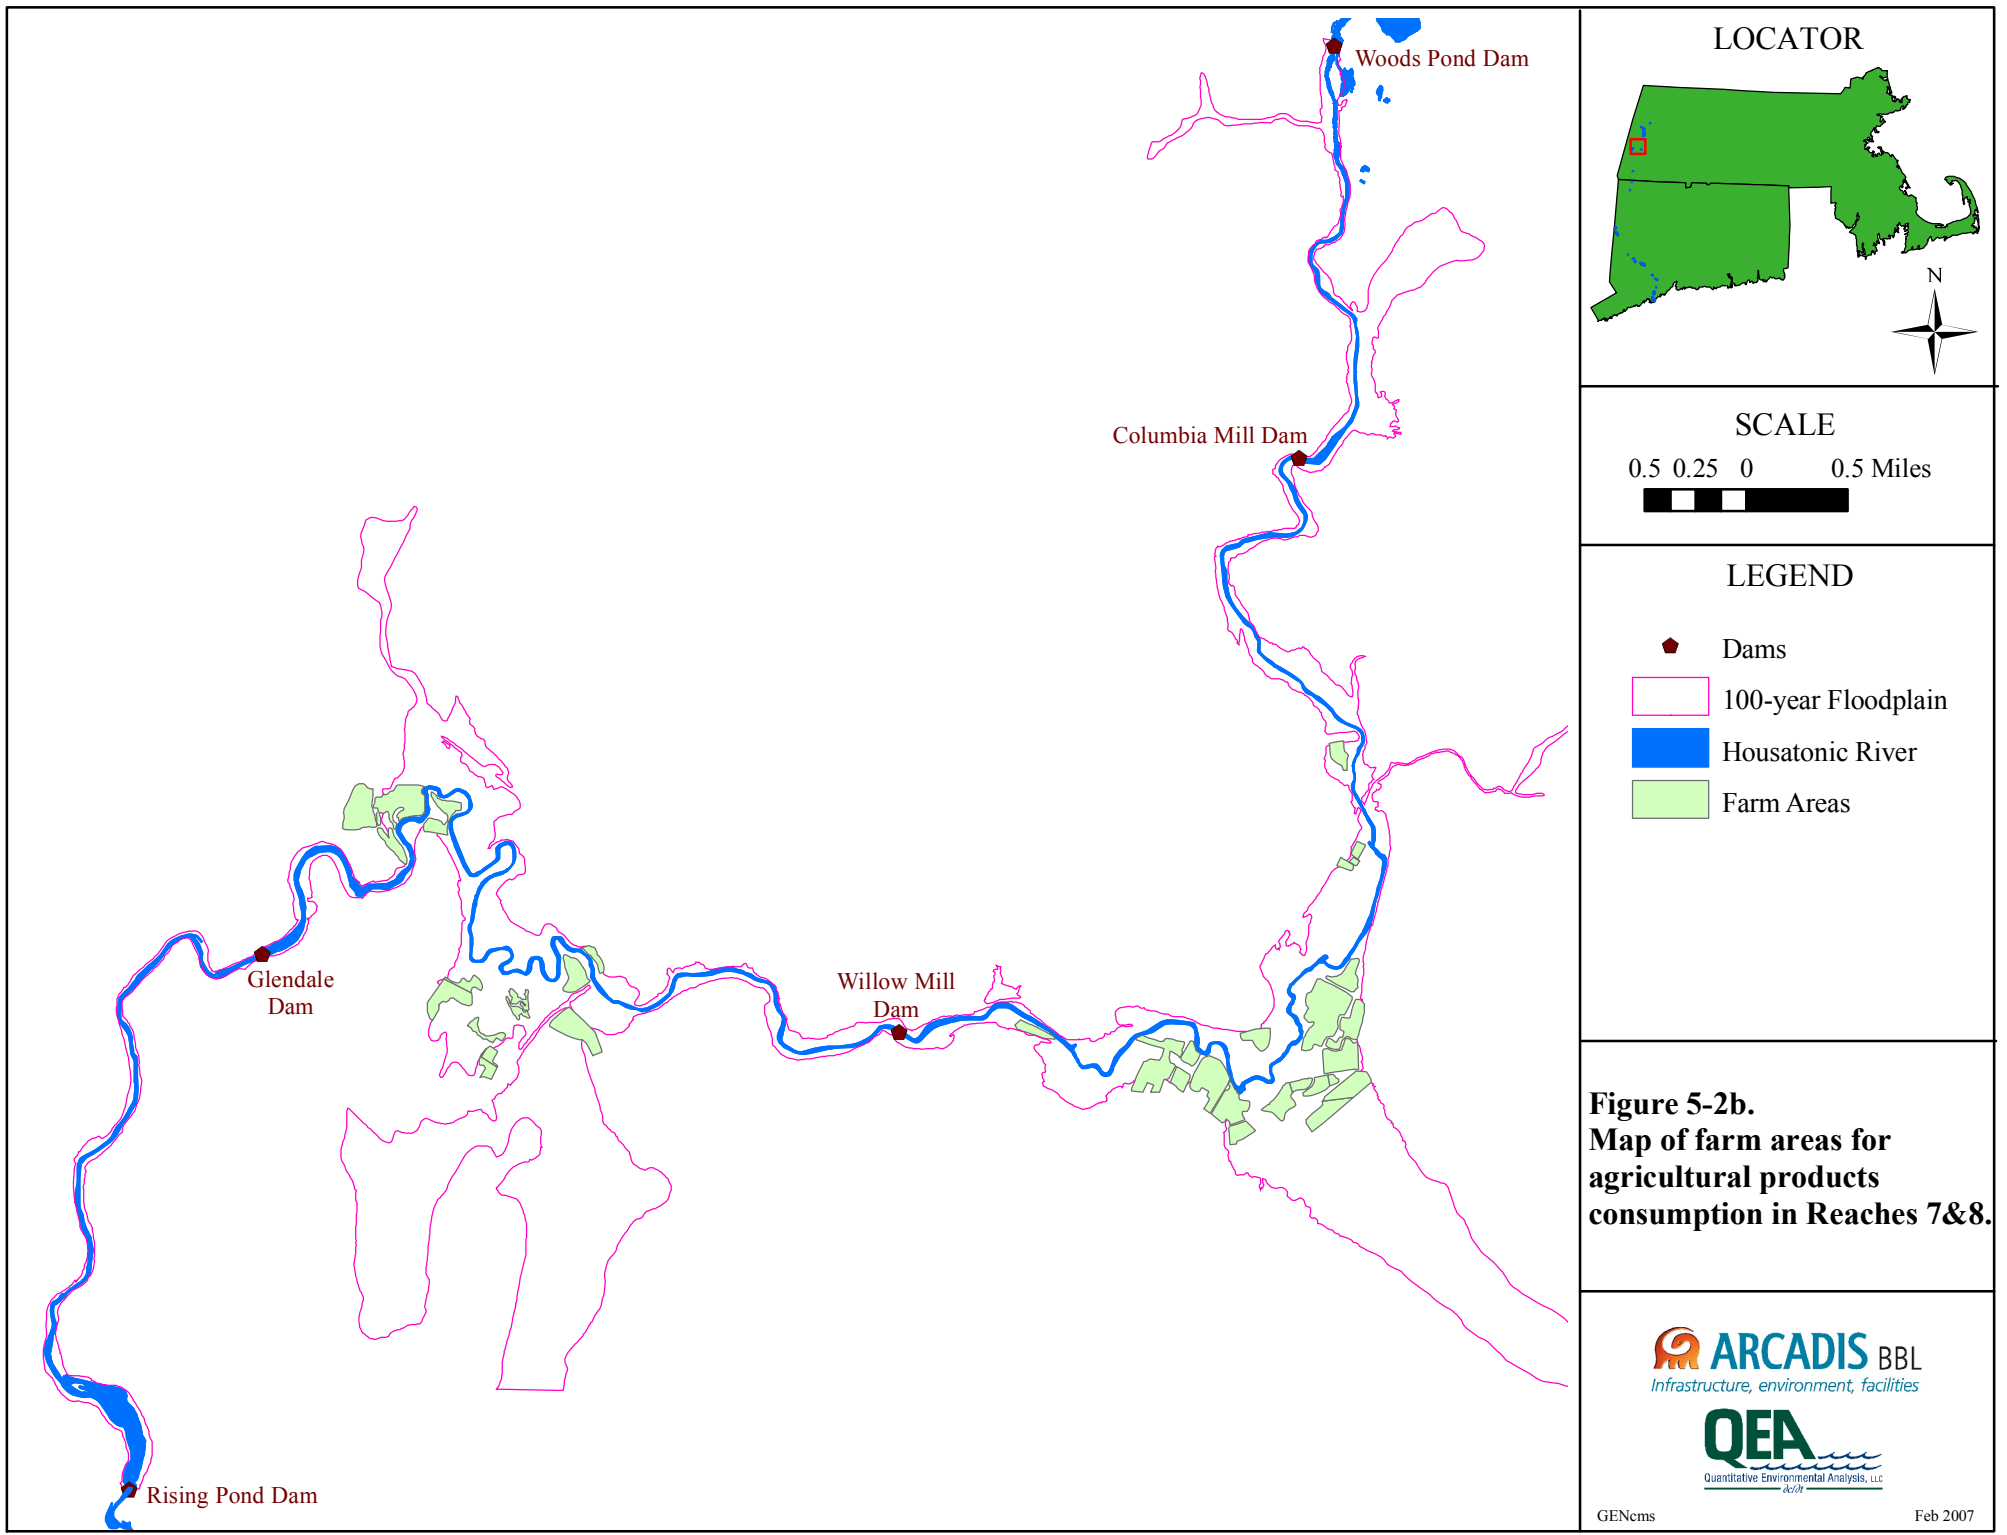 Woods Pond Dam
Columbia Mill Dam
Willow Mill
Dam
Glendale
Dam
Rising Pond Dam
LOCATOR
N
SCALE
0.5 0.25 0 0.5 Miles
LEGEND
Dams
100-year Floodplain
Housatonic River
Farm Areas
Figure 5-2b.
Map of farm areas for
agricultural products
consumption in Reaches 7&8.
ARCADIS BBL
Infrastructure, environment, facilities
QEA
Quantitative Environmental Analysis, LLC
∂c/∂t
GENcms Feb 2007